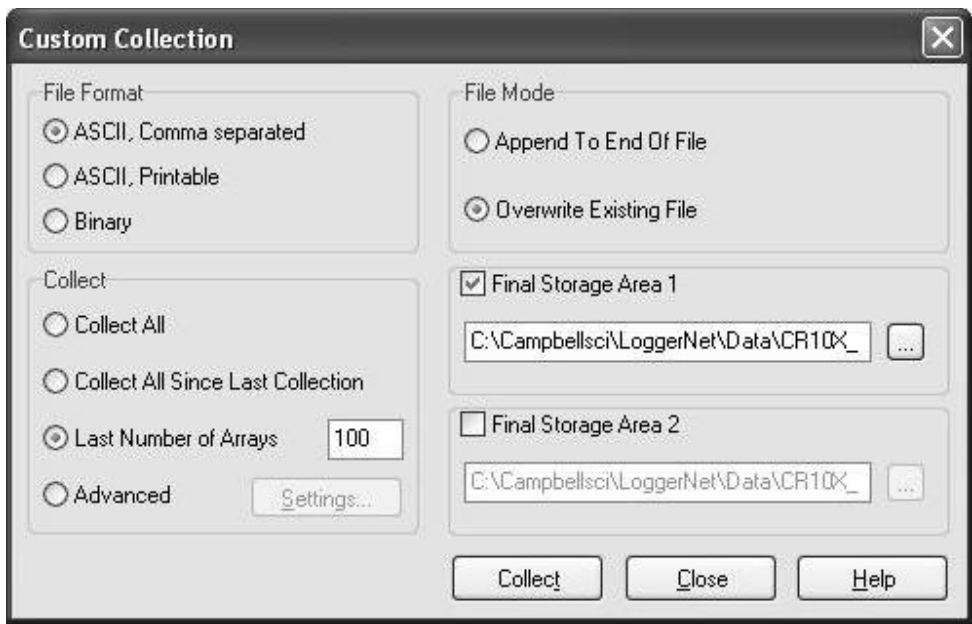 Custom Collection
File Format
ASCII, Comma separated
ASCII, Printable
Binary
File Mode
Append To End Of File
Overwrite Existing File
Collect
Collect All
Collect All Since Last Collection
Last Number of Arrays 100
Advanced Settings...
Final Storage Area 1
C:\Campbellsci\LoggerNet\Data\CR10X_ ...
Final Storage Area 2
C:\Campbellsci\LoggerNet\Data\CR10X_ ...
Collect Close Help